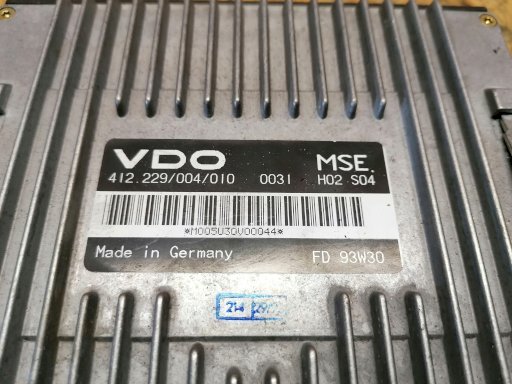 VDO MSE.
412.229/004/010 0031 H02 S04
*M005U3QV00044*
Made in Germany FD 93W30